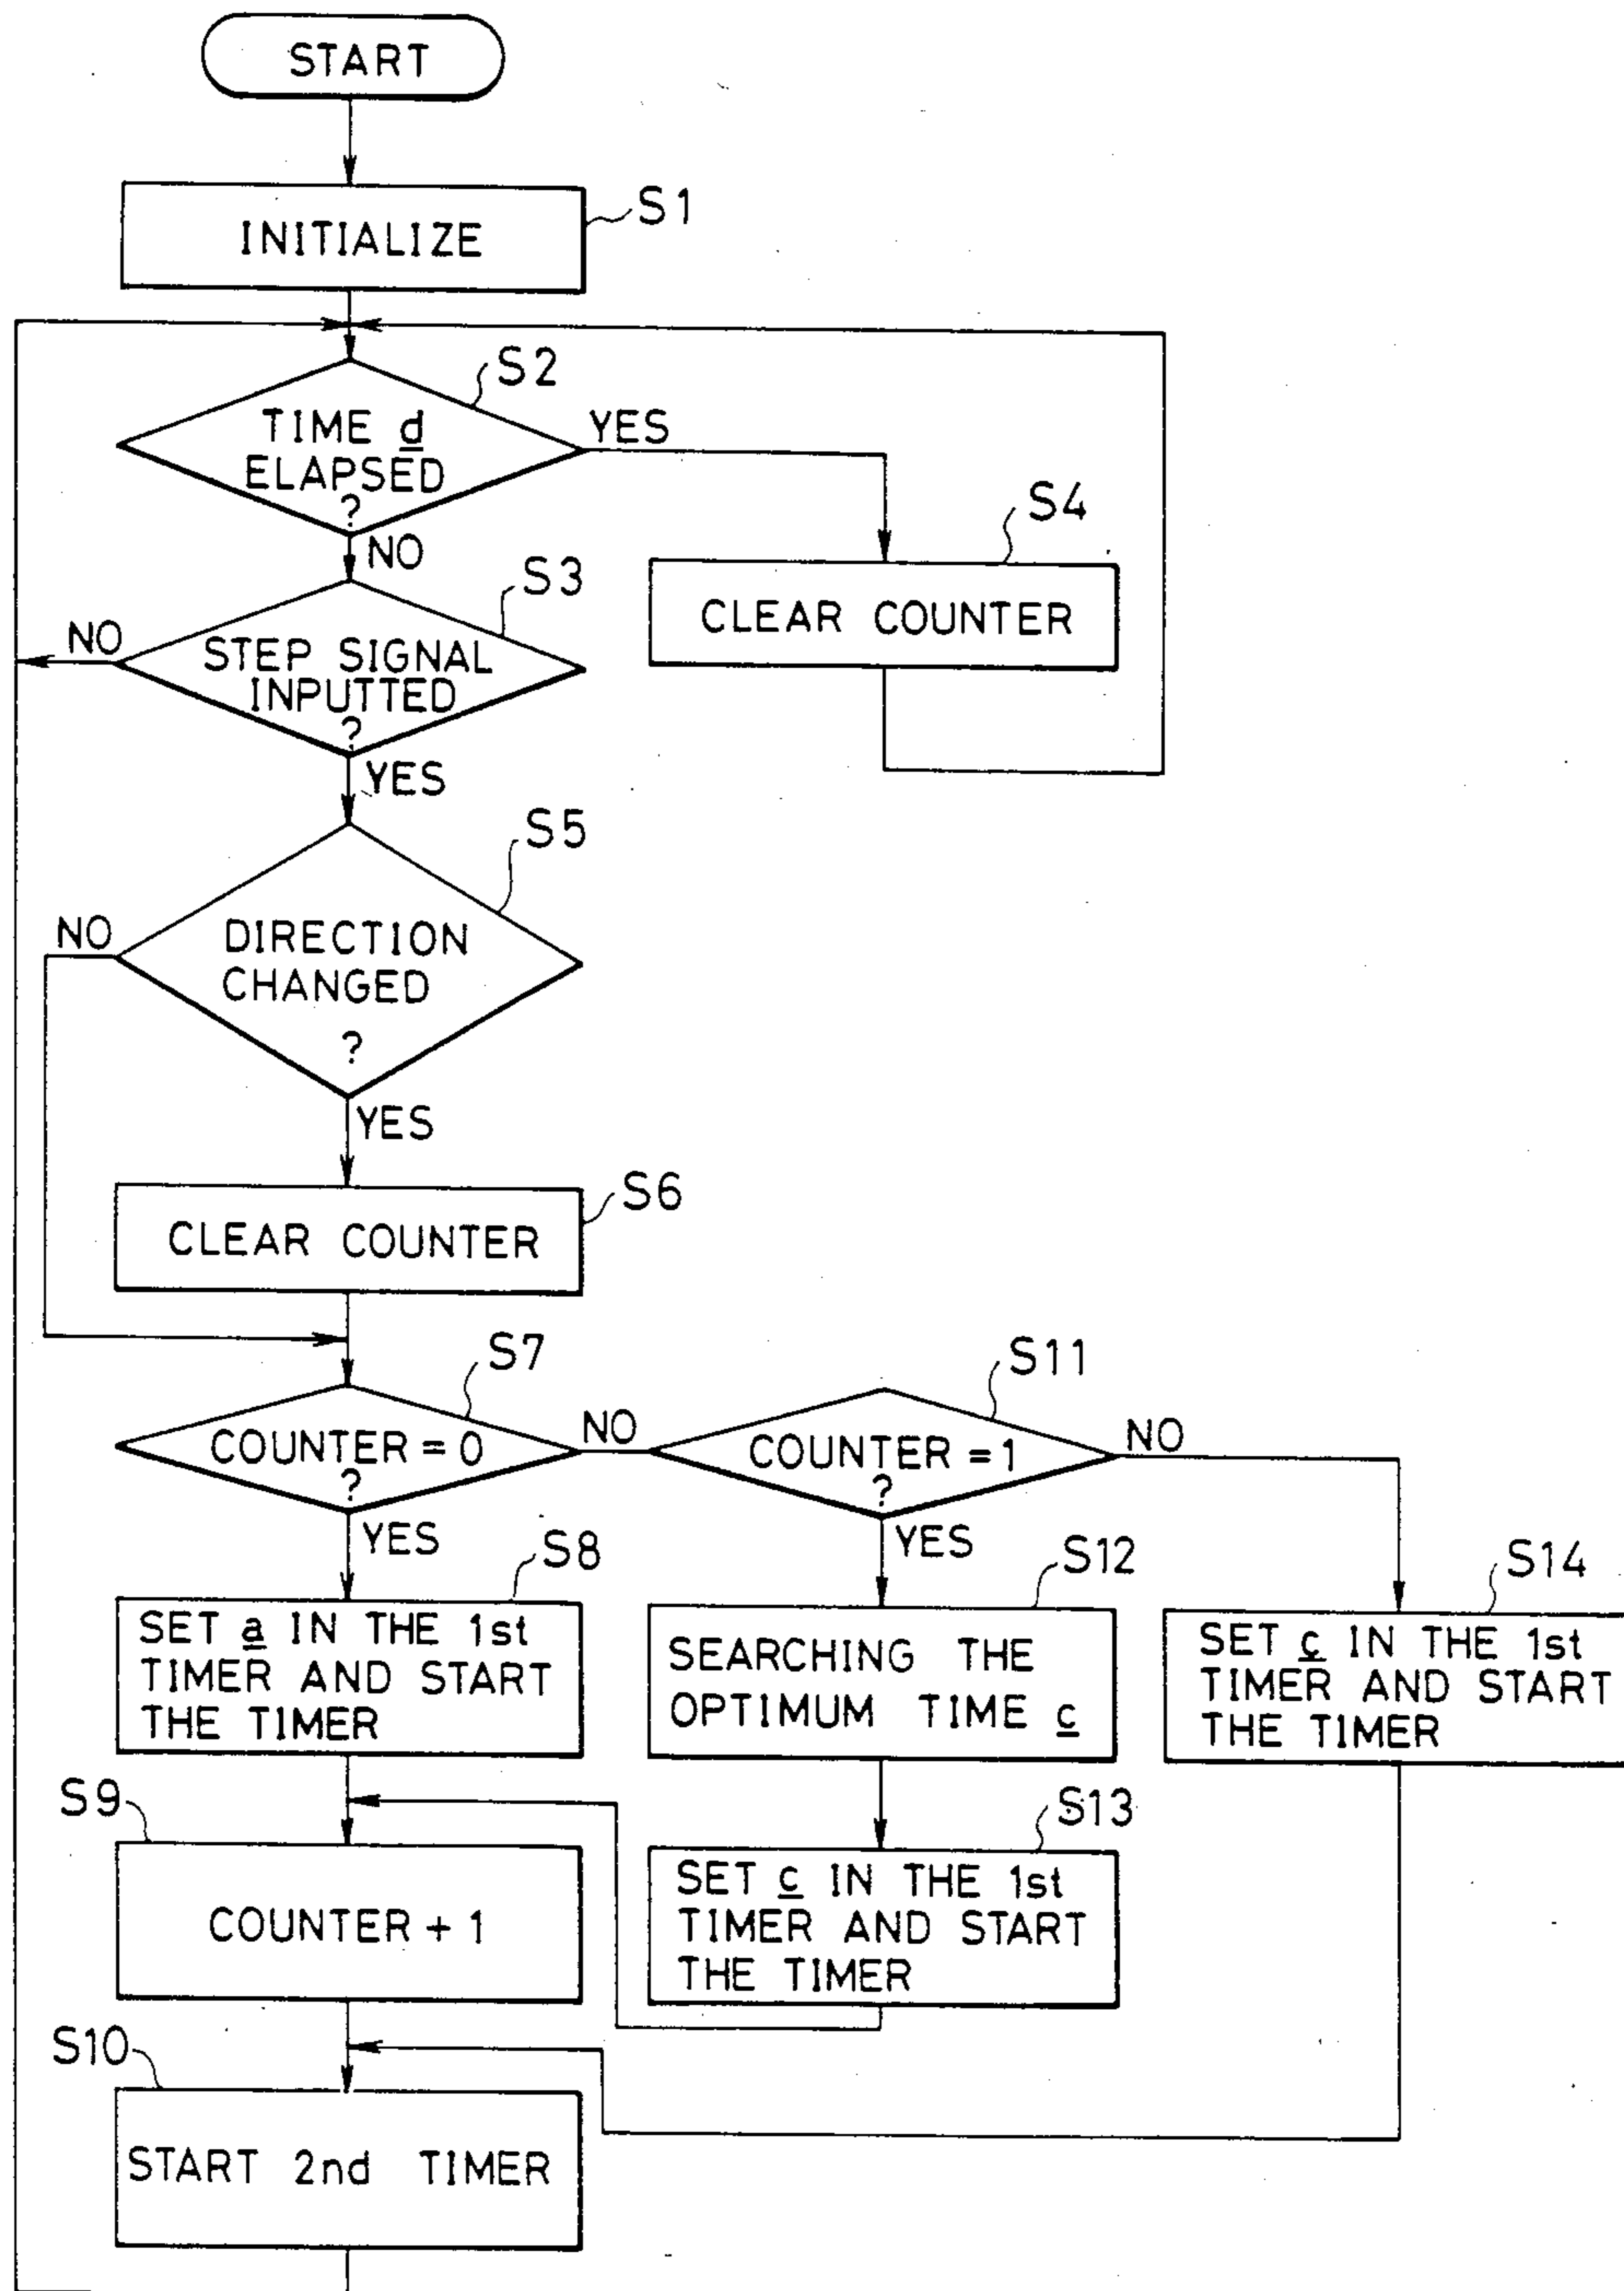 START
S1
INITIALIZE
S2
TIME d
ELAPSED
?
YES
NO
S4
CLEAR COUNTER
S3
NO
STEP SIGNAL
INPUTTED
?
YES
S5
NO
DIRECTION
CHANGED
?
YES
S6
CLEAR COUNTER
S7
COUNTER = 0
?
NO
YES
S11
COUNTER = 1
?
NO
YES
S8
SET a IN THE 1st
TIMER AND START
THE TIMER
S12
SEARCHING THE
OPTIMUM TIME c
S14
SET c IN THE 1st
TIMER AND START
THE TIMER
S9
COUNTER + 1
S13
SET c IN THE 1st
TIMER AND START
THE TIMER
S10
START 2nd TIMER